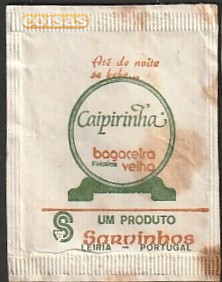 coisas
Até de noite
se bebe...
Caipirinha
bagaceira
velha
UM PRODUTO
Sarvinhos
LEIRIA - PORTUGAL